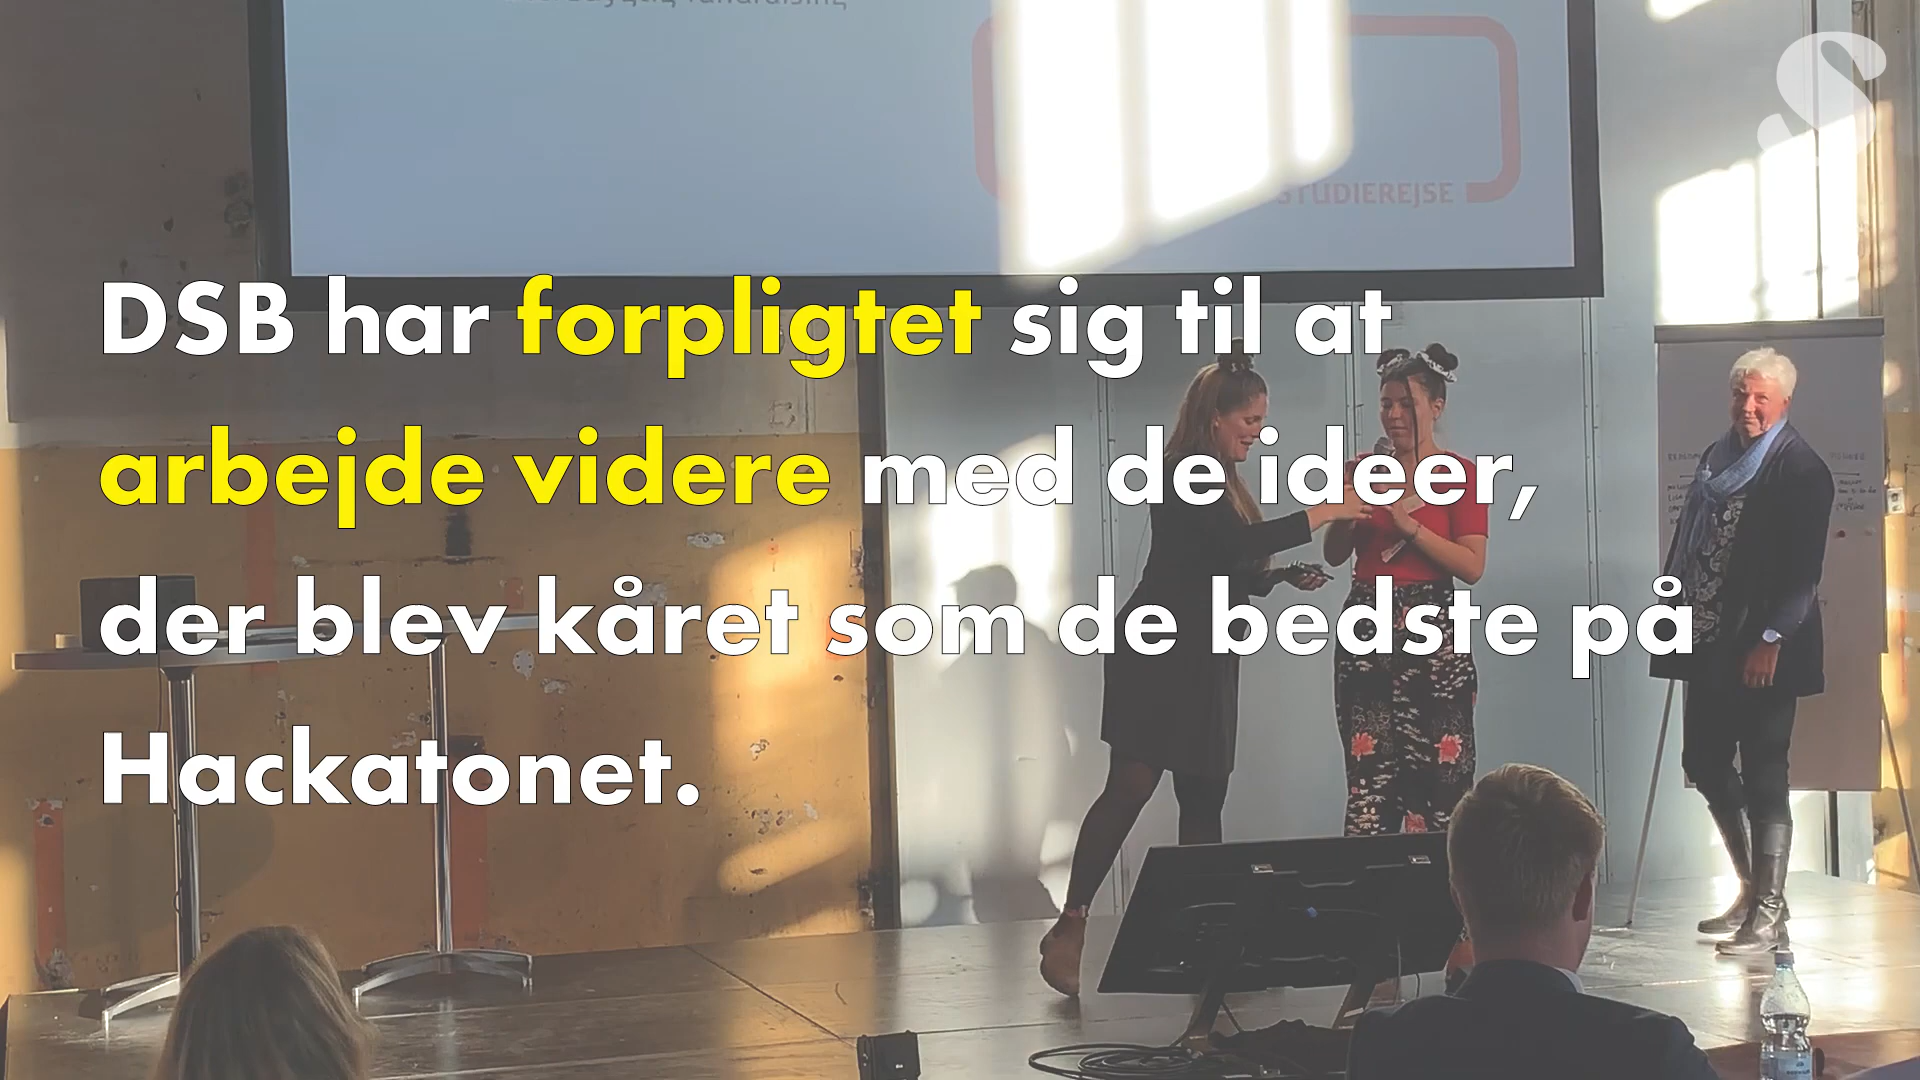 fundraising
STUDIEREJSE
S
DSB har forpligtet sig til at
arbejde videre med de ideer,
der blev kåret som de bedste på
Hackatonet.